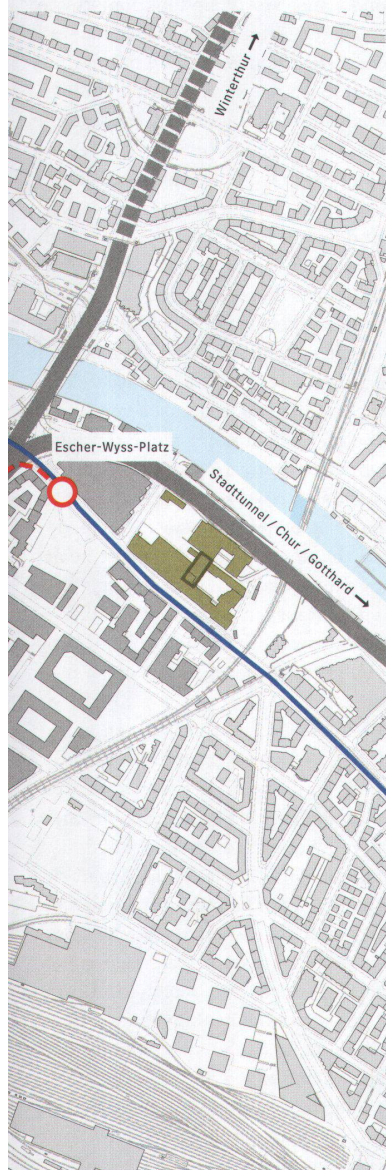 Winterthur →
Escher-Wyss-Platz
Stadttunnel / Chur / Gotthard →